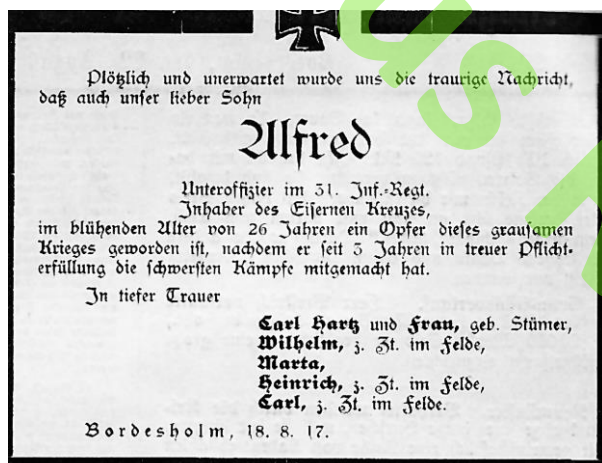 Plötzlich und unerwartet wurde uns die traurige Nachricht,
daß auch unser lieber Sohn
Alfred
Unteroffizier im 31. Inf.-Regt.
Inhaber des Eisernen Kreuzes,
im blühenden Alter von 26 Jahren ein Opfer dieses grausamen
Krieges geworden ist, nachdem er seit 3 Jahren in treuer Pflicht-
erfüllung die schwersten Kämpfe mitgemacht hat.
In tiefer Trauer
Carl Hartz und Frau, geb. Stümer,
Wilhelm, z. Zt. im Felde,
Marta,
Heinrich, z. Zt. im Felde,
Carl, z. Zt. im Felde.
Bordesholm, 18. 8. 17.